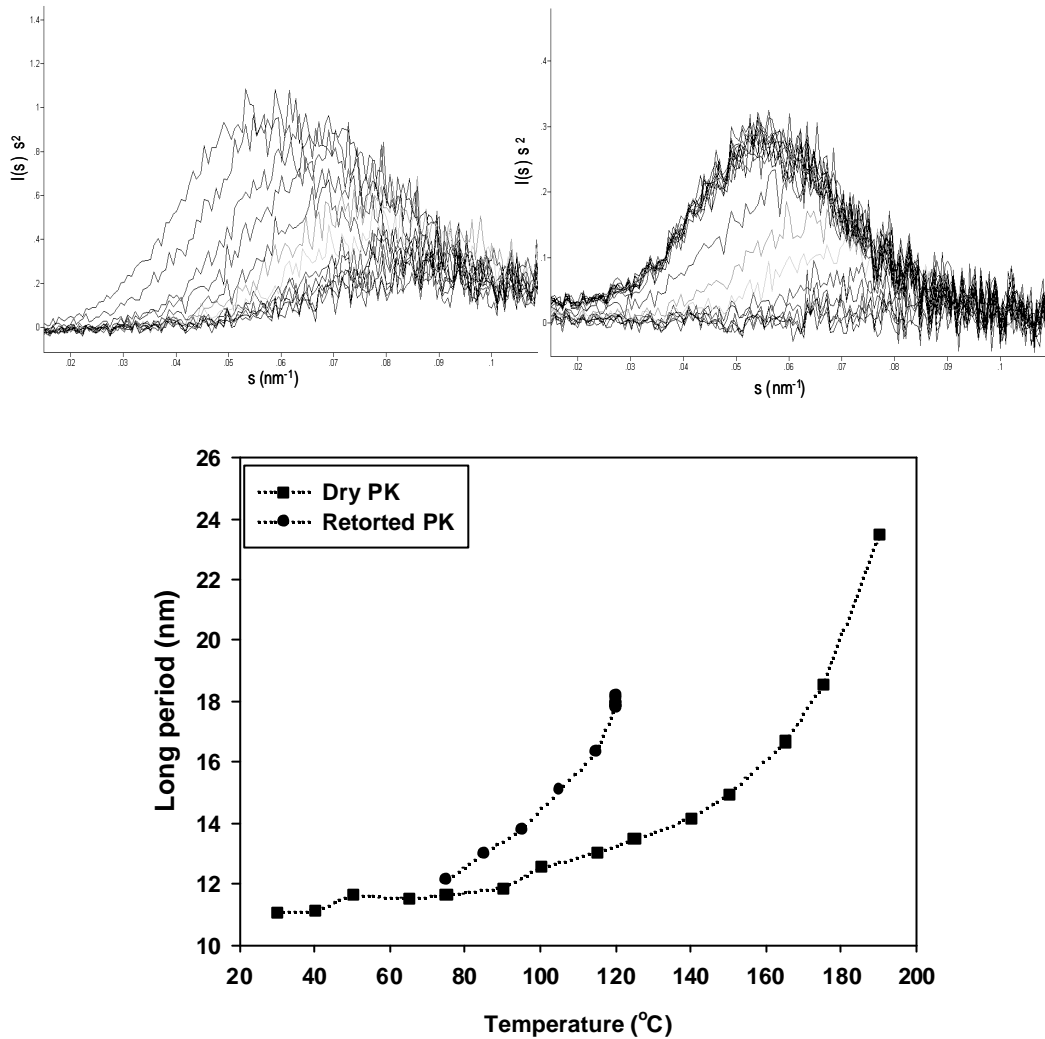 1.4
1.2
1
.8
.6
.4
.2
0
I(s) s²
.02 .03 .04 .05 .06 .07 .08 .09 .1
s (nm⁻¹)
.4
.3
.2
.1
0
I(s) s²
.02 .03 .04 .05 .06 .07 .08 .09 .1
s (nm⁻¹)
26
24
22
20
18
16
14
12
10
Long period (nm)
Dry PK
Retorted PK
20 40 60 80 100 120 140 160 180 200
Temperature (°C)